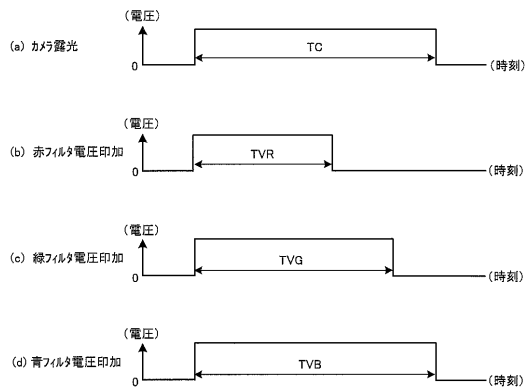 (電圧)
(a) カメラ露光
TC
0
(時刻)
(電圧)
(b) 赤フィルタ電圧印加
TVR
0
(時刻)
(電圧)
(c) 緑フィルタ電圧印加
TVG
0
(時刻)
(電圧)
(d) 青フィルタ電圧印加
TVB
0
(時刻)